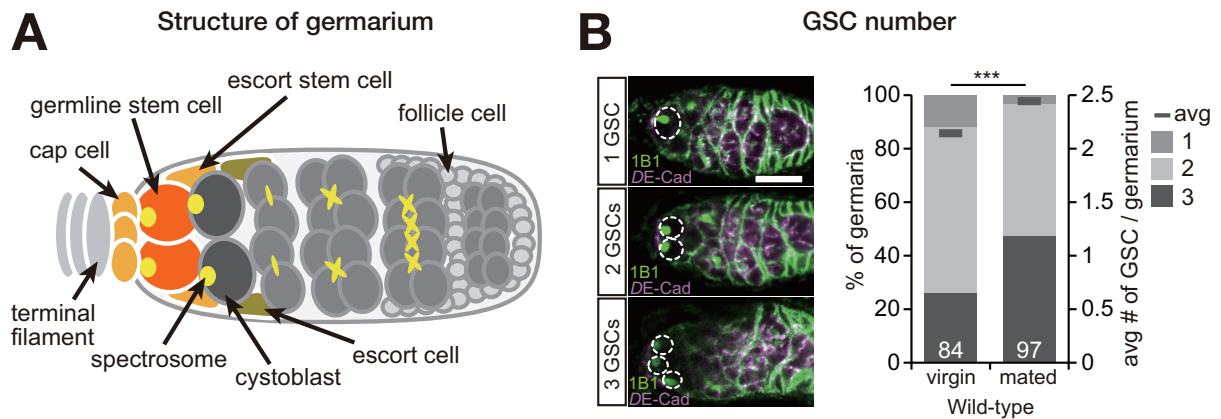 A
Structure of germarium
escort stem cell
germline stem cell
follicle cell
cap cell
terminal
filament
spectrosome
cystoblast
escort cell
B
GSC number
1 GSC
1B1
DE-Cad
2 GSCs
1B1
DE-Cad
3 GSCs
1B1
DE-Cad
***
% of germaria
100
80
60
40
20
0
84
97
virgin
mated
Wild-type
2.5
2
1.5
1
0.5
0
avg # of GSC / germarium
avg
1
2
3